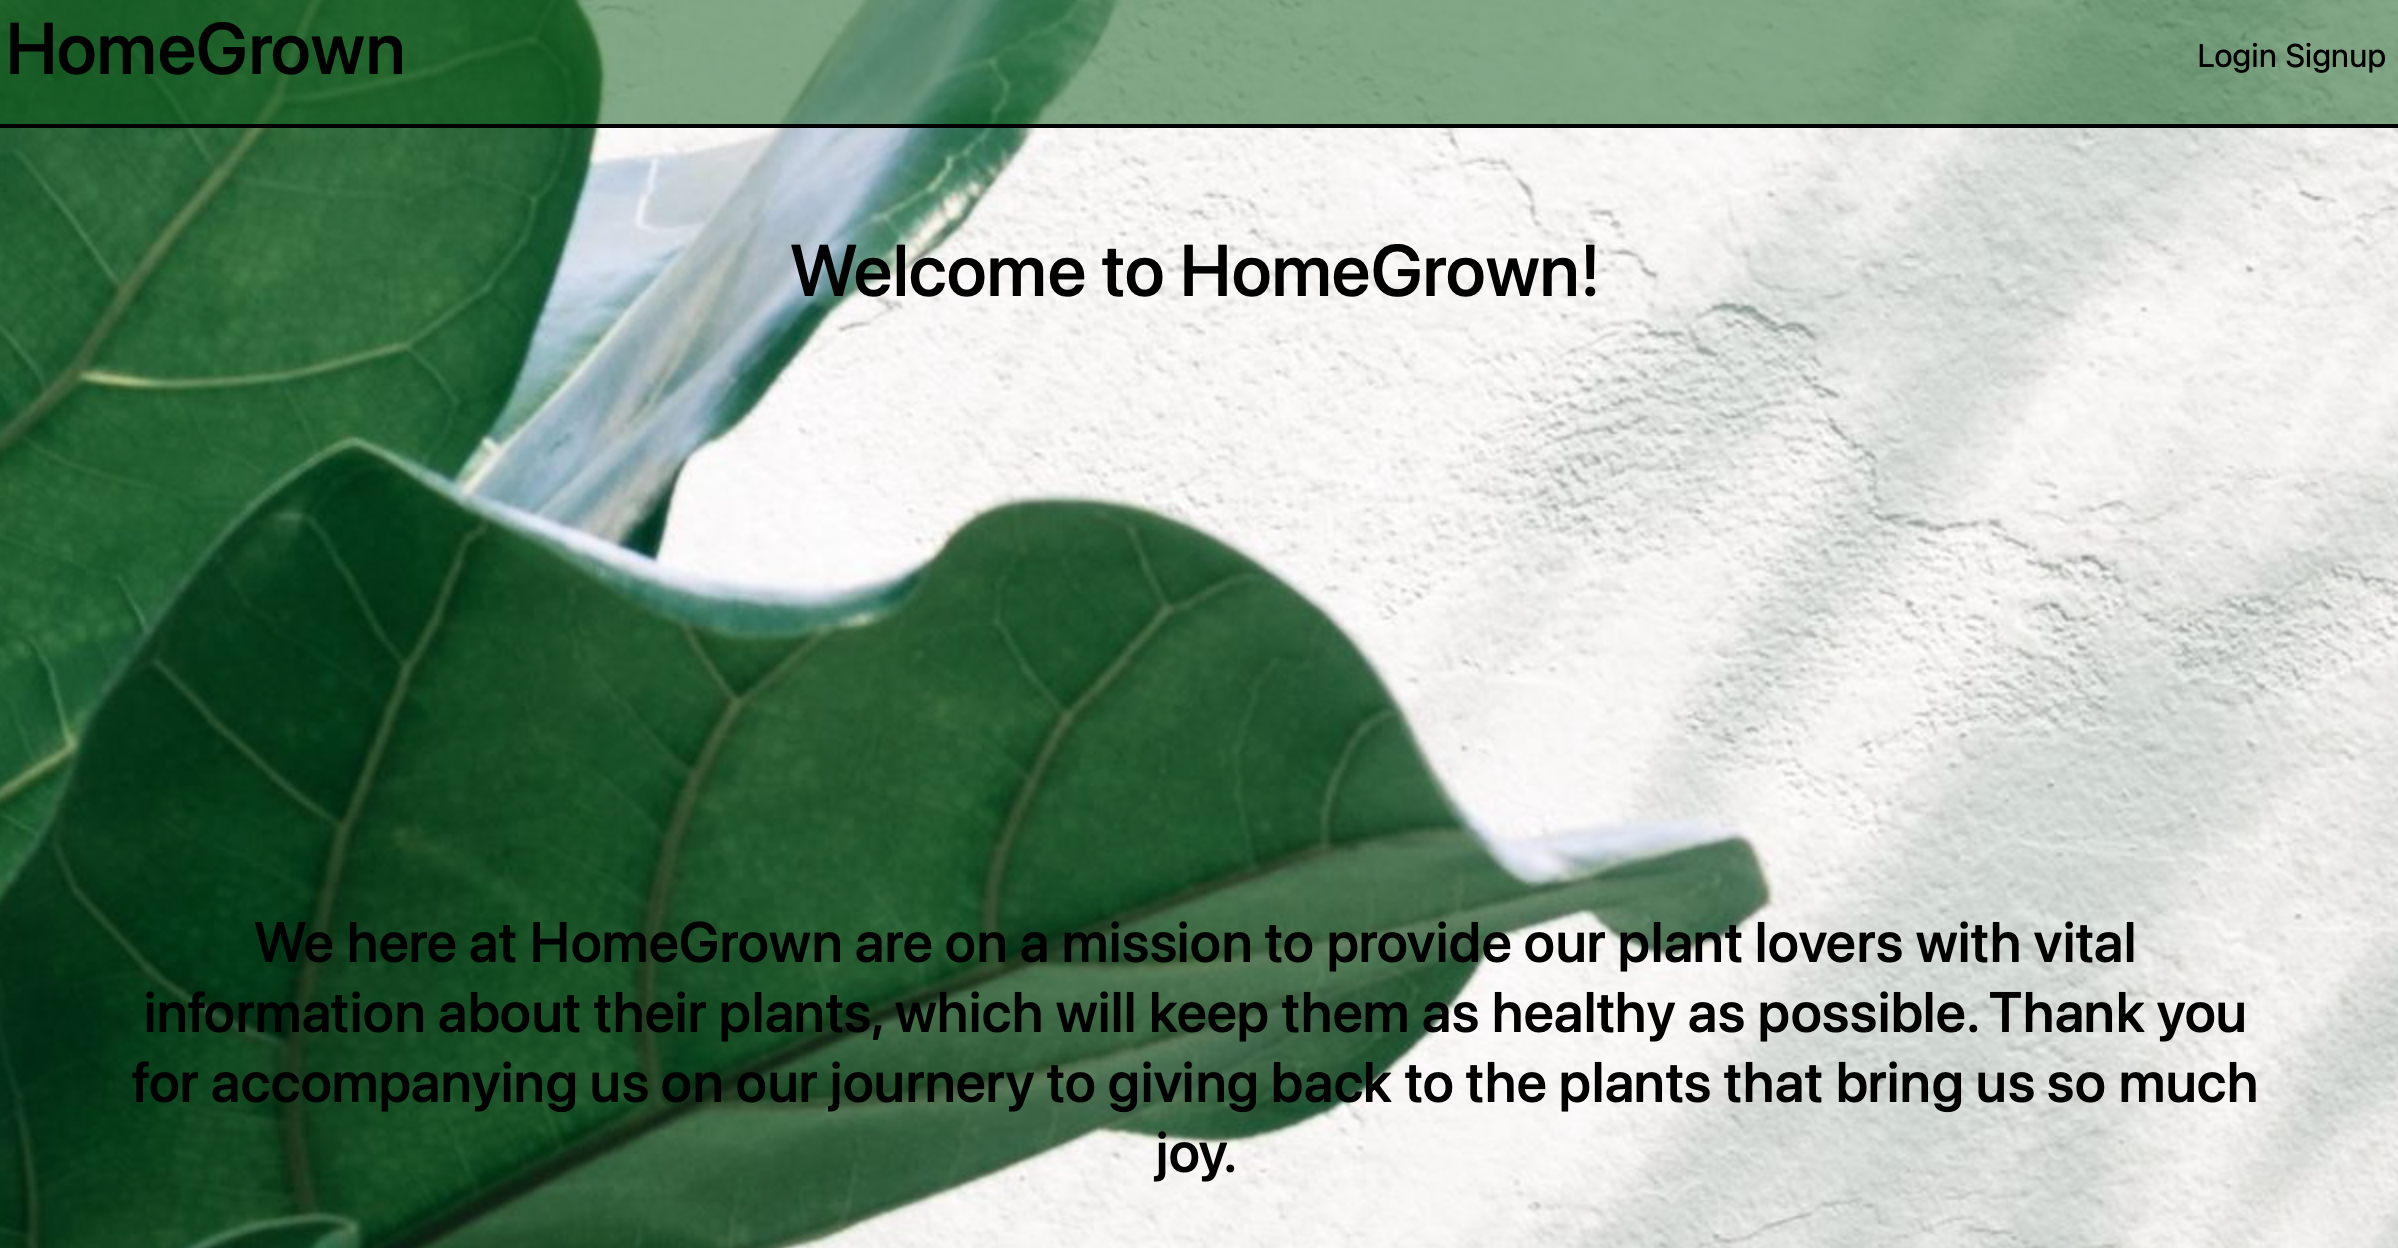 HomeGrown
Login Signup
Welcome to HomeGrown!
We here at HomeGrown are on a mission to provide our plant lovers with vital
information about their plants, which will keep them as healthy as possible. Thank you
for accompanying us on our journery to giving back to the plants that bring us so much
joy.